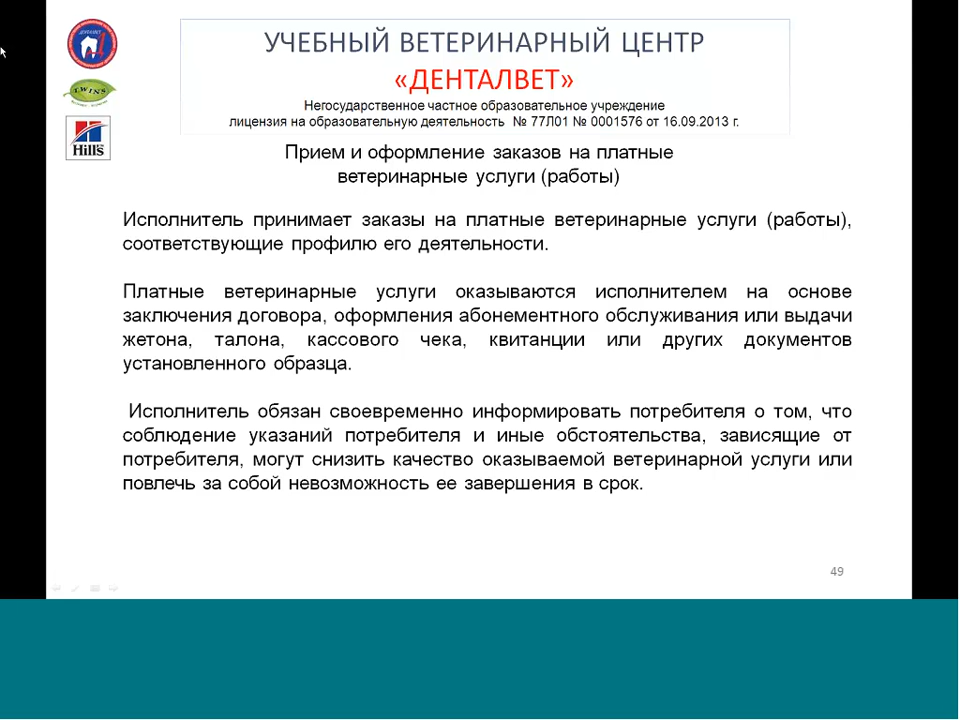 УЧЕБНЫЙ ВЕТЕРИНАРНЫЙ ЦЕНТР
«ДЕНТАЛВЕТ»
Негосударственное частное образовательное учреждение
лицензия на образовательную деятельность № 77Л01 № 0001576 от 16.09.2013 г.
ДЕНТАЛВЕТ
TWINS
Hill's
Прием и оформление заказов на платные
ветеринарные услуги (работы)
Исполнитель принимает заказы на платные ветеринарные услуги (работы),
соответствующие профилю его деятельности.
Платные ветеринарные услуги оказываются исполнителем на основе
заключения договора, оформления абонементного обслуживания или выдачи
жетона, талона, кассового чека, квитанции или других документов
установленного образца.
Исполнитель обязан своевременно информировать потребителя о том, что
соблюдение указаний потребителя и иные обстоятельства, зависящие от
потребителя, могут снизить качество оказываемой ветеринарной услуги или
повлечь за собой невозможность ее завершения в срок.
49